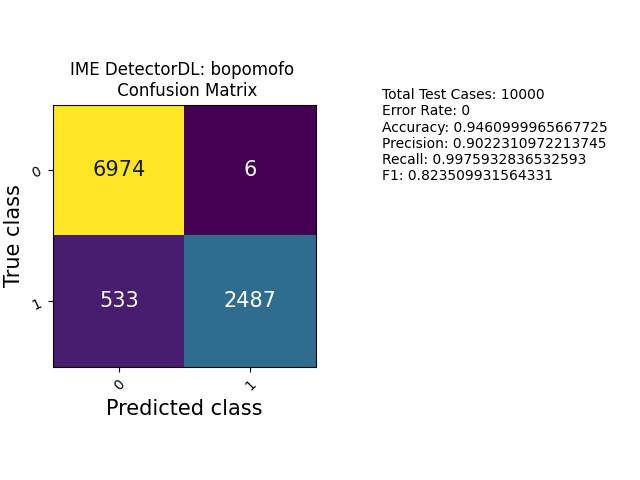 IME DetectorDL: bopomofo
Confusion Matrix
Total Test Cases: 10000
Error Rate: 0
Accuracy: 0.9460999965667725
Precision: 0.9022310972213745
Recall: 0.9975932836532593
F1: 0.823509931564331
True class
0
6974
6
1
533
2487
0
1
Predicted class